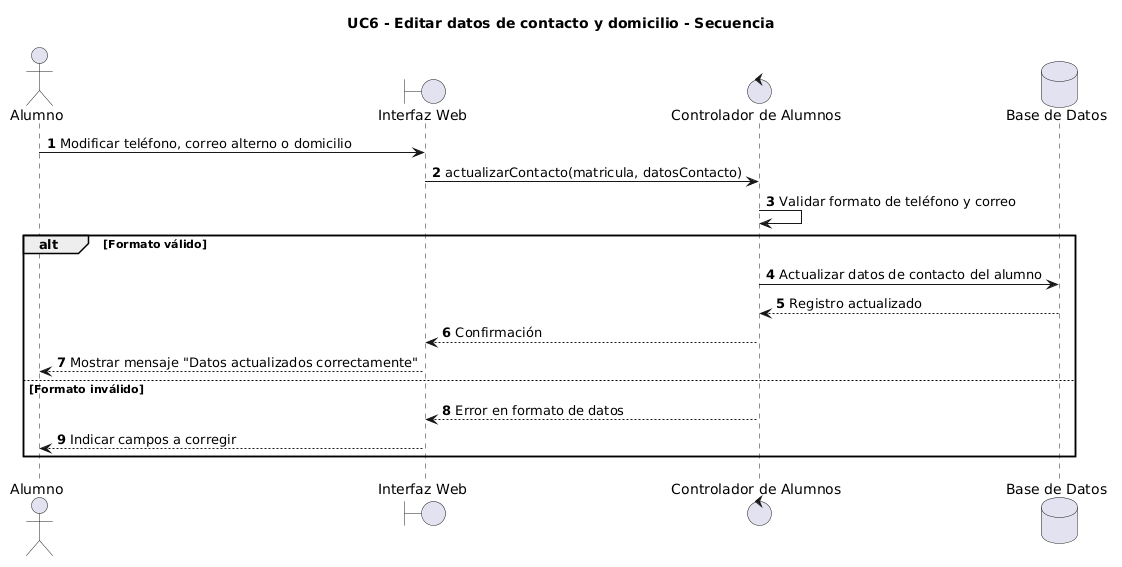 UC6 - Editar datos de contacto y domicilio - Secuencia
Alumno
Interfaz Web
Controlador de Alumnos
Base de Datos
1 Modificar teléfono, correo alterno o domicilio
2 actualizarContacto(matricula, datosContacto)
3 Validar formato de teléfono y correo
alt [Formato válido]
4 Actualizar datos de contacto del alumno
5 Registro actualizado
6 Confirmación
7 Mostrar mensaje "Datos actualizados correctamente"
[Formato inválido]
8 Error en formato de datos
9 Indicar campos a corregir
Alumno
Interfaz Web
Controlador de Alumnos
Base de Datos